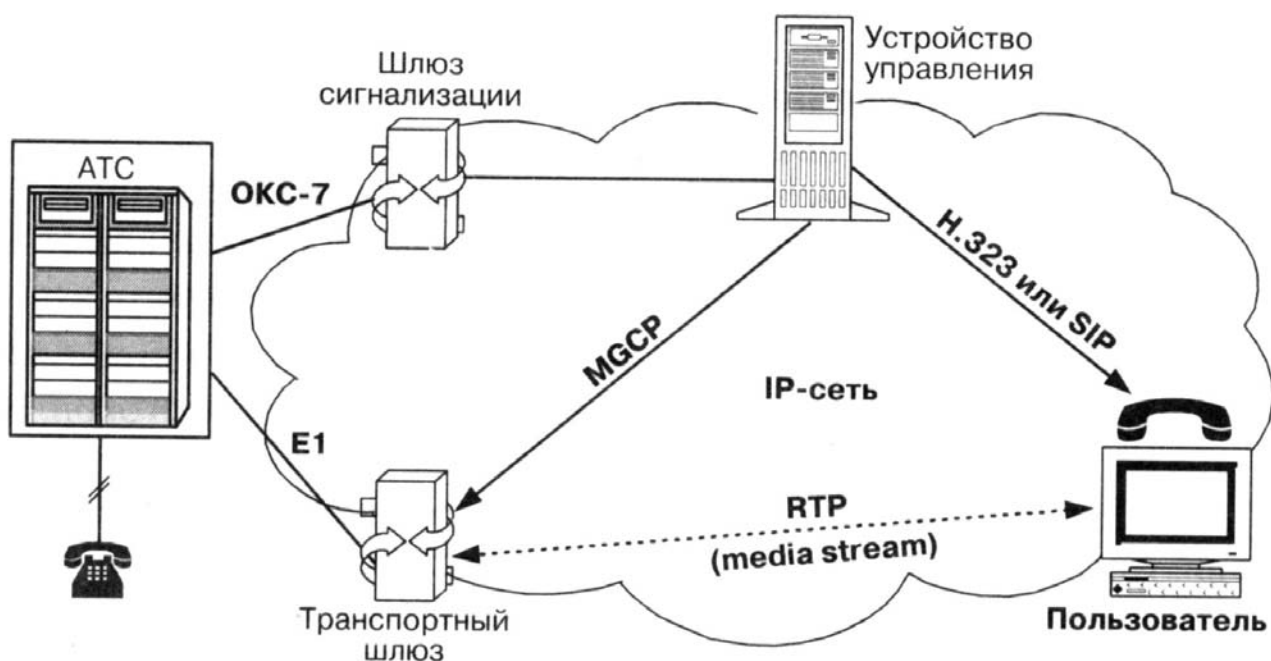 Шлюз
сигнализации
Устройство
управления
АТС
ОКС-7
H.323 или SIP
MGCP
IP-сеть
E1
RTP
(media stream)
Транспортный
шлюз
Пользователь